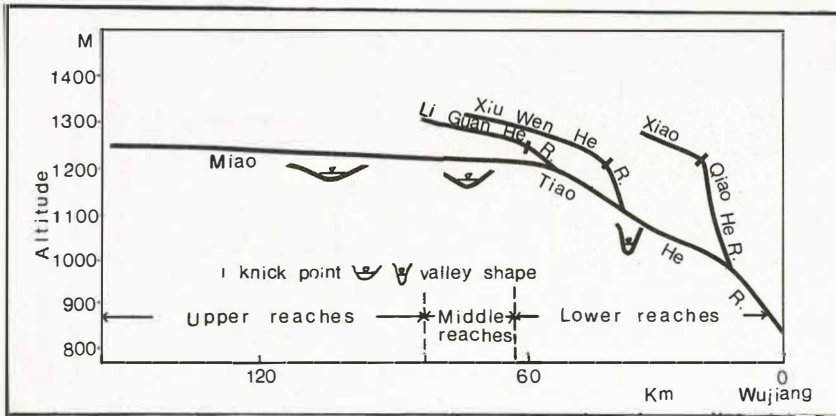 M
1400
1300
1200
1100
1000
900
800
Altitude
Li Guan He R.
Xiu Wen He R.
Xiao Qiao He R.
Miao Tiao He R.
knick point valley shape
Upper reaches
Middle reaches
Lower reaches
120 60 0
Km Wujiang